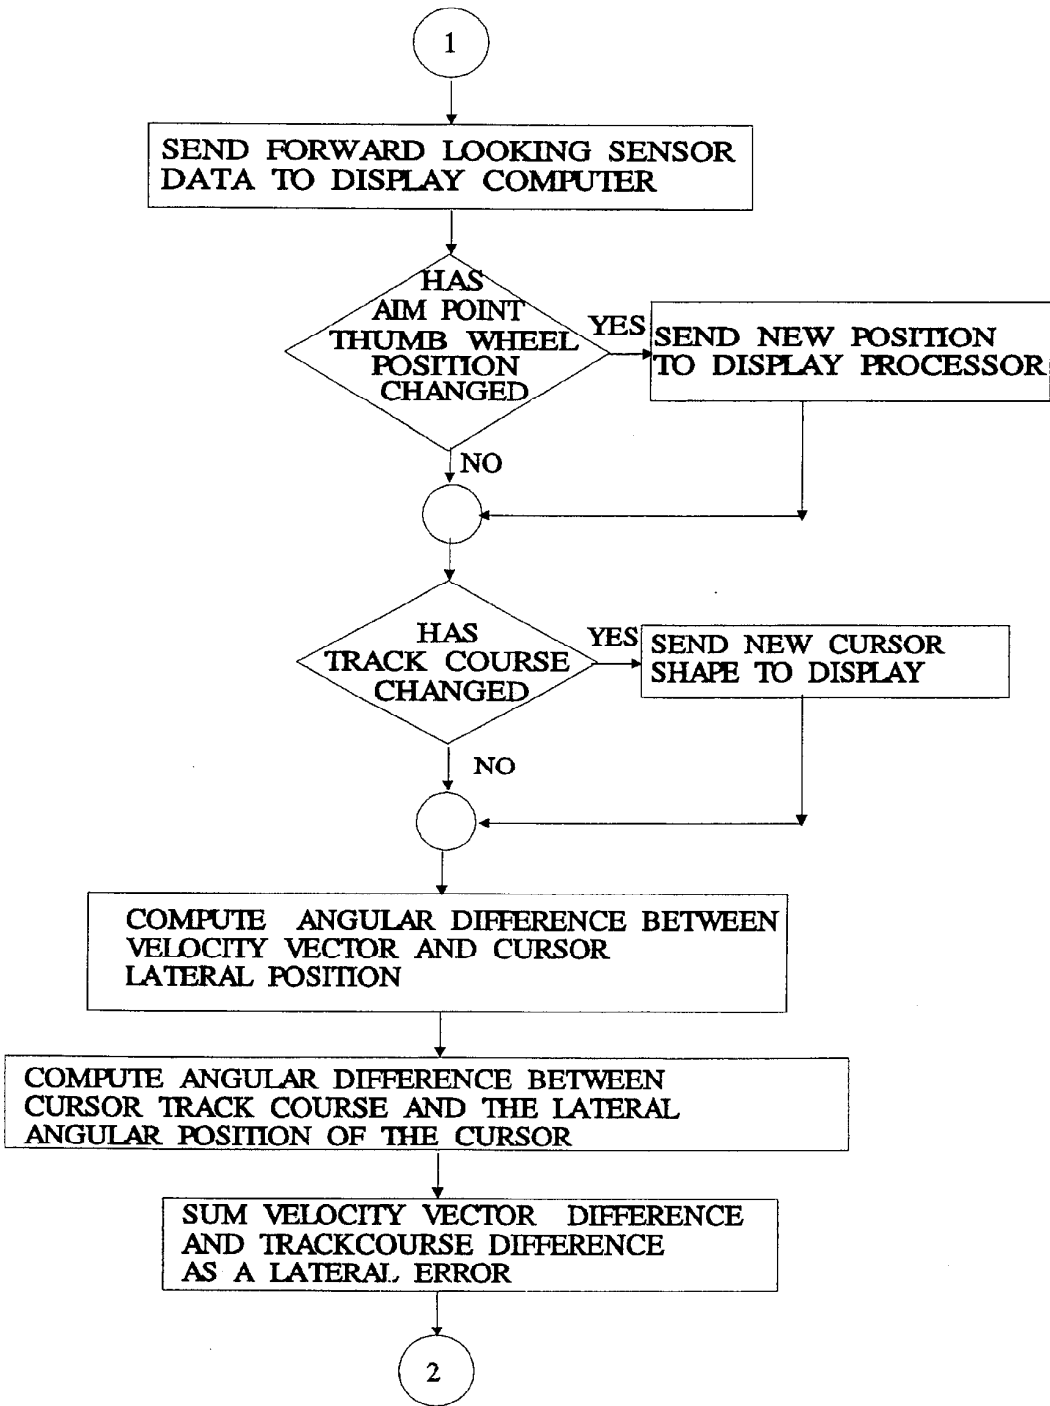 1
SEND FORWARD LOOKING SENSOR
DATA TO DISPLAY COMPUTER
HAS
AIM POINT
THUMB WHEEL
POSITION
CHANGED
YES
SEND NEW POSITION
TO DISPLAY PROCESSOR
NO
HAS
TRACK COURSE
CHANGED
YES
SEND NEW CURSOR
SHAPE TO DISPLAY
NO
COMPUTE ANGULAR DIFFERENCE BETWEEN
VELOCITY VECTOR AND CURSOR
LATERAL POSITION
COMPUTE ANGULAR DIFFERENCE BETWEEN
CURSOR TRACK COURSE AND THE LATERAL
ANGULAR POSITION OF THE CURSOR
SUM VELOCITY VECTOR DIFFERENCE
AND TRACKCOURSE DIFFERENCE
AS A LATERAL ERROR
2